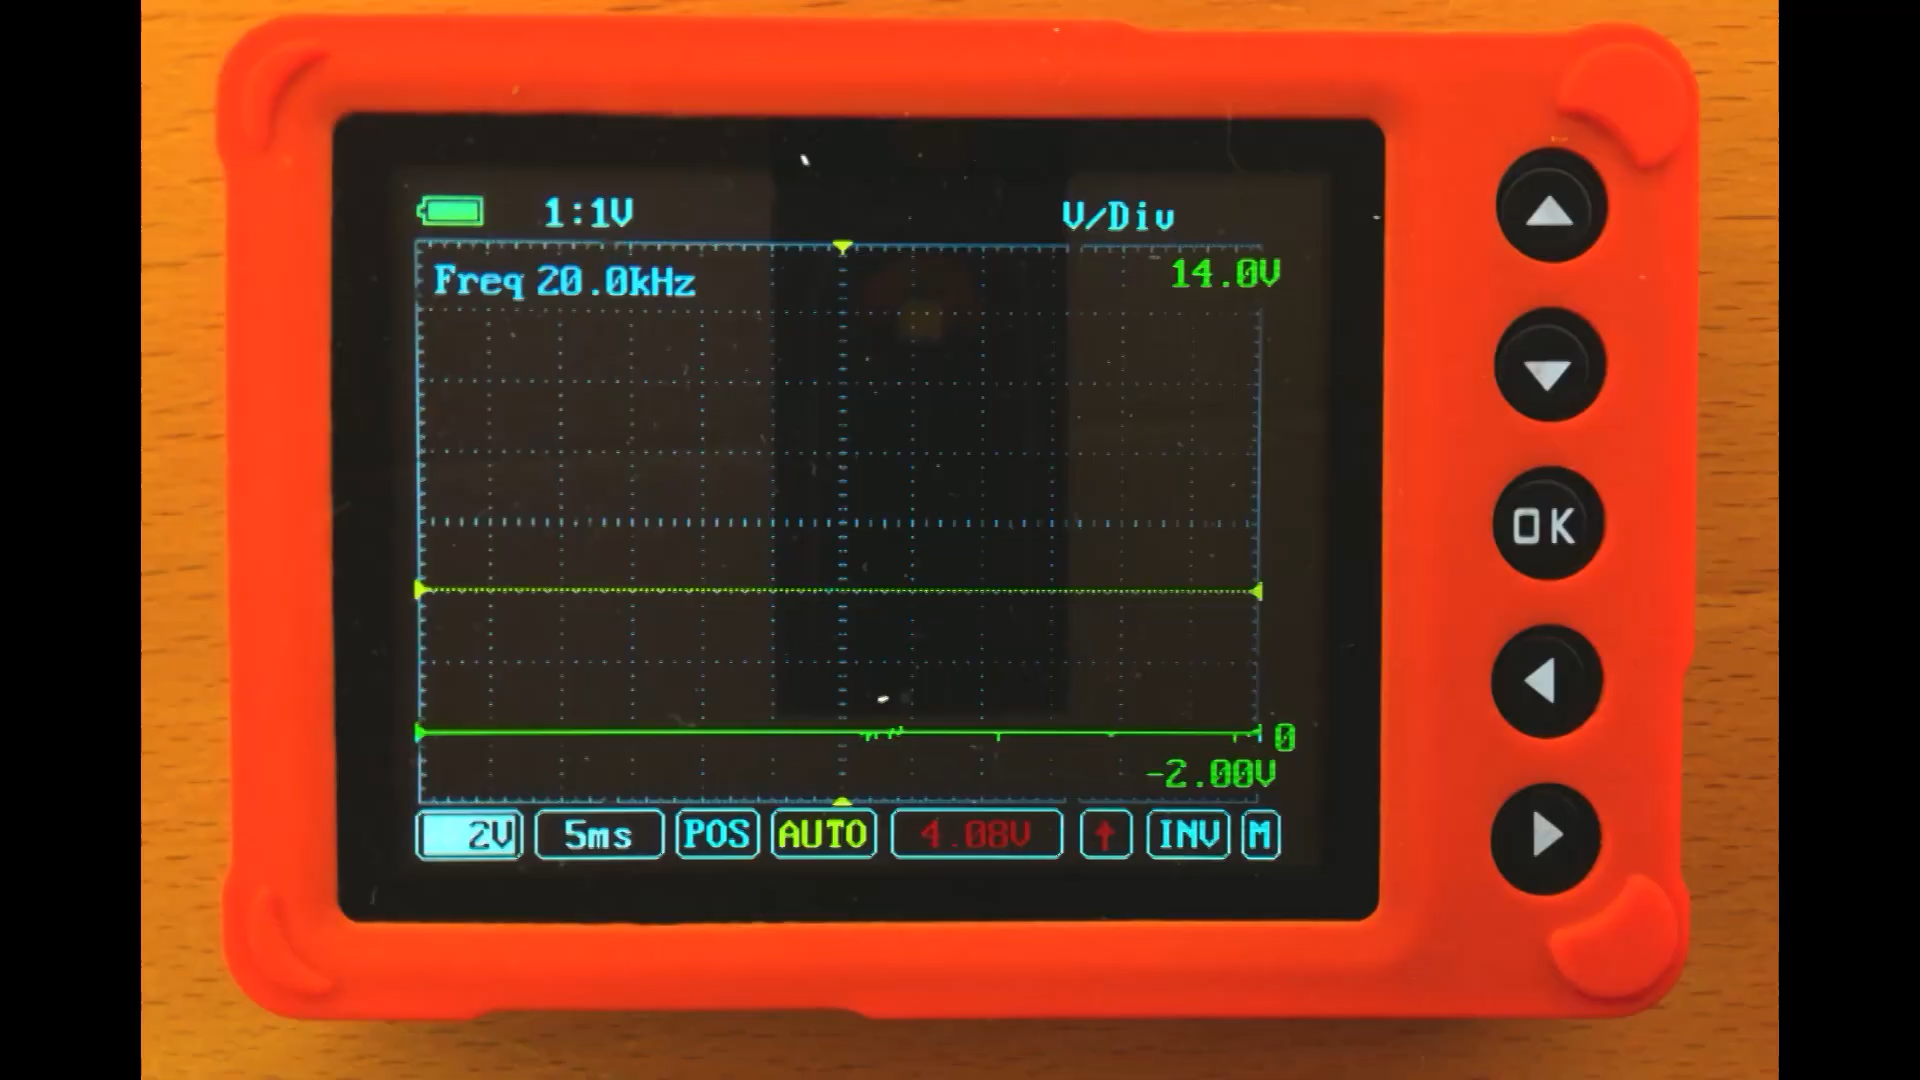 1:1V V/Div
Freq 20.0kHz 14.0V
0
-2.00V
2V 5ms POS AUTO 4.08V ↑ INV M
OK